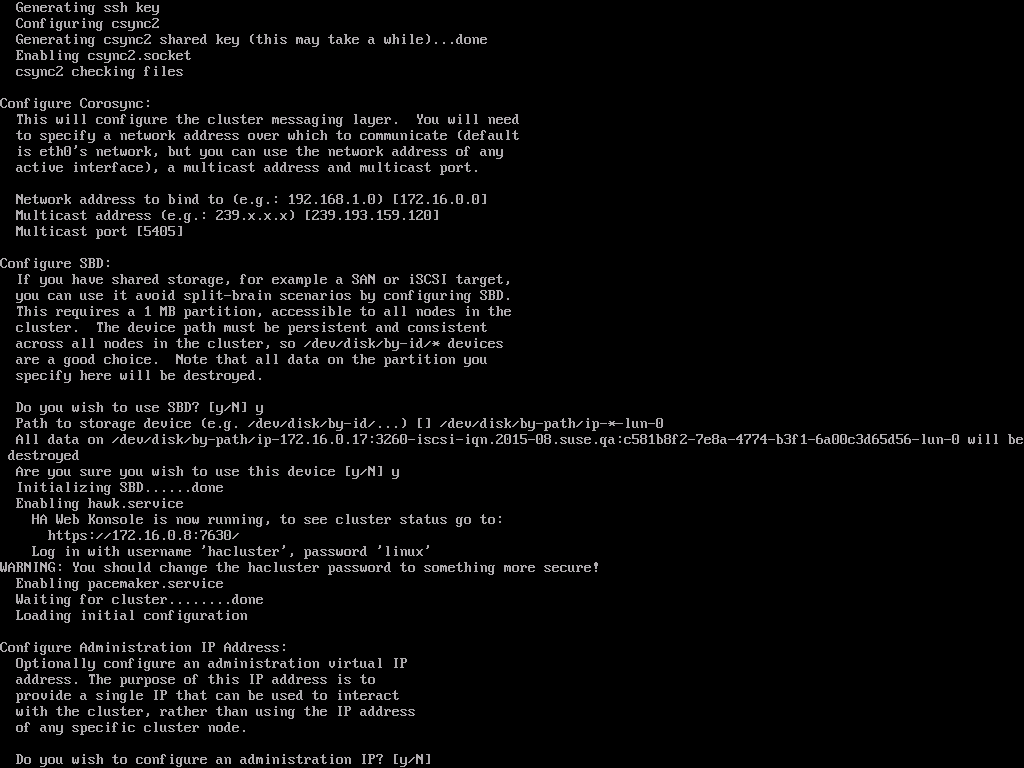 Generating ssh key
Configuring csync2
Generating csync2 shared key (this may take a while)...done
Enabling csync2.socket
csync2 checking files
Configure Corosync:
This will configure the cluster messaging layer.  You will need
to specify a network address over which to communicate (default
is eth0's network, but you can use the network address of any
active interface), a multicast address and multicast port.
Network address to bind to (e.g.: 192.168.1.0) [172.16.0.0]
Multicast address (e.g.: 239.x.x.x) [239.193.159.120]
Multicast port [5405]
Configure SBD:
If you have shared storage, for example a SAN or iSCSI target,
you can use it avoid split-brain scenarios by configuring SBD.
This requires a 1 MB partition, accessible to all nodes in the
cluster.  The device path must be persistent and consistent
across all nodes in the cluster, so /dev/disk/by-id/* devices
are a good choice.  Note that all data on the partition you
specify here will be destroyed.
Do you wish to use SBD? [y/N] y
Path to storage device (e.g. /dev/disk/by-id/...) [] /dev/disk/by-path/ip-*-lun-0
All data on /dev/disk/by-path/ip-172.16.0.17:3260-iscsi-iqn.2015-08.suse.qa:c581b8f2-7e8a-4774-b3f1-6a00c3d65d56-lun-0 will be
destroyed
Are you sure you wish to use this device [y/N] y
Initializing SBD......done
Enabling hawk.service
HA Web Konsole is now running, to see cluster status go to:
https://172.16.0.8:7630/
Log in with username 'hacluster', password 'linux'
WARNING: You should change the hacluster password to something more secure!
Enabling pacemaker.service
Waiting for cluster........done
Loading initial configuration
Configure Administration IP Address:
Optionally configure an administration virtual IP
address. The purpose of this IP address is to
provide a single IP that can be used to interact
with the cluster, rather than using the IP address
of any specific cluster node.
Do you wish to configure an administration IP? [y/N]